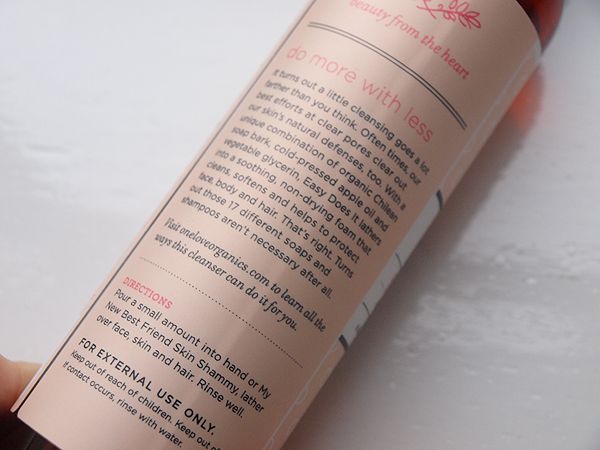 beauty from the heart
do more with less
It turns out a little cleansing goes a lot
farther than you think. Often times, our
best efforts at clear pores clear out
our skin's natural defenses, too. With a
unique combination of organic Chilean
soap bark, cold-pressed apple oil and
vegetable glycerin, Easy Does It lathers
into a soothing, non-drying foam that
cleans, softens and helps to protect
face, body and hair. That's right. Turns
out those 17 different soaps and
shampoos aren't necessary after all.
Visit oneloveorganics.com to learn all the
ways this cleanser can do it for you.
DIRECTIONS
Pour a small amount into hand or My
New Best Friend Skin Shammy, lather
over face, skin and hair. Rinse well.
FOR EXTERNAL USE ONLY.
Keep out of reach of children. Keep out of
If contact occurs, rinse with water.